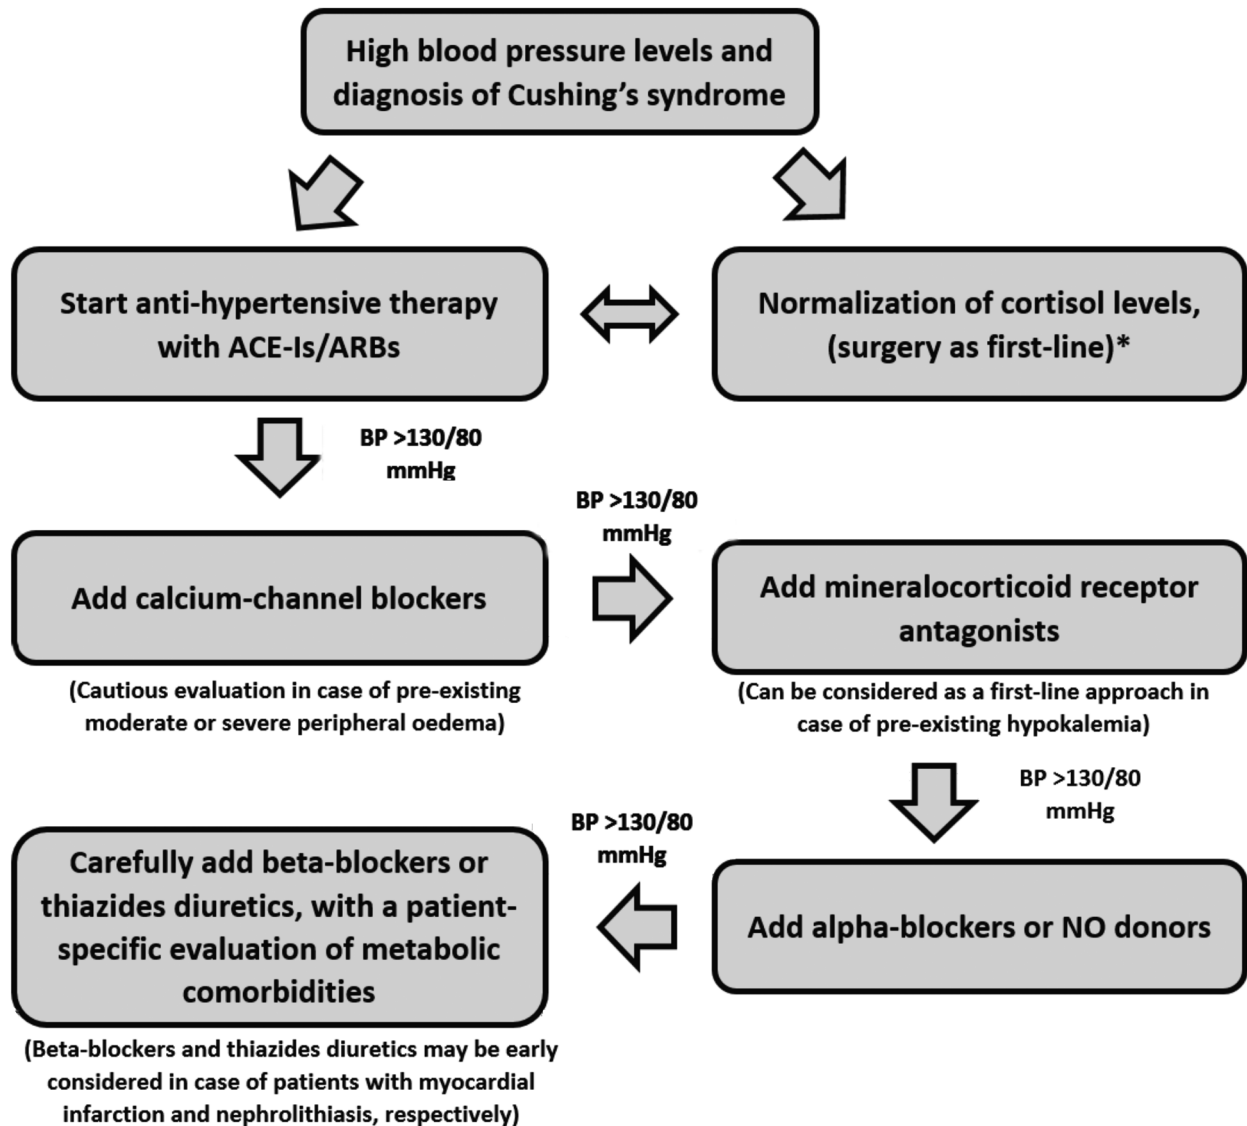 High blood pressure levels and
diagnosis of Cushing's syndrome
Start anti-hypertensive therapy
with ACE-Is/ARBs
Normalization of cortisol levels,
(surgery as first-line)*
BP >130/80
mmHg
Add calcium-channel blockers
(Cautious evaluation in case of pre-existing
moderate or severe peripheral oedema)
BP >130/80
mmHg
Add mineralocorticoid receptor
antagonists
(Can be considered as a first-line approach in
case of pre-existing hypokalemia)
BP >130/80
mmHg
Add alpha-blockers or NO donors
BP >130/80
mmHg
Carefully add beta-blockers or
thiazides diuretics, with a patient-
specific evaluation of metabolic
comorbidities
(Beta-blockers and thiazides diuretics may be early
considered in case of patients with myocardial
infarction and nephrolithiasis, respectively)